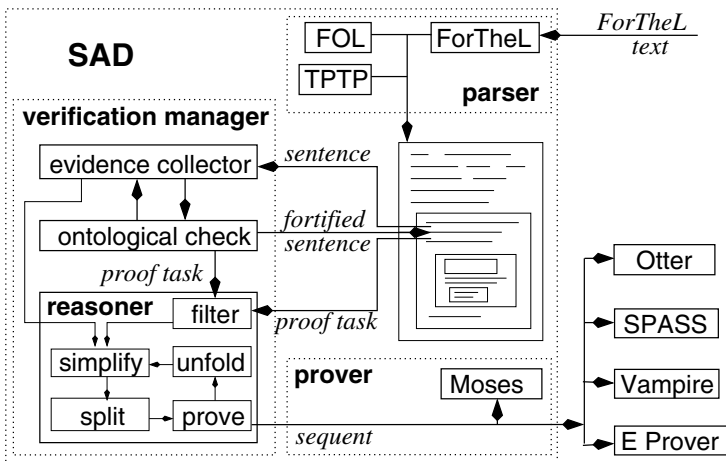 SAD
FOL
ForTheL
ForTheL
text
TPTP
parser
verification manager
evidence collector
sentence
fortified
ontological check
sentence
proof task
reasoner
filter
proof task
simplify
unfold
split
prove
prover
Moses
sequent
Otter
SPASS
Vampire
E Prover